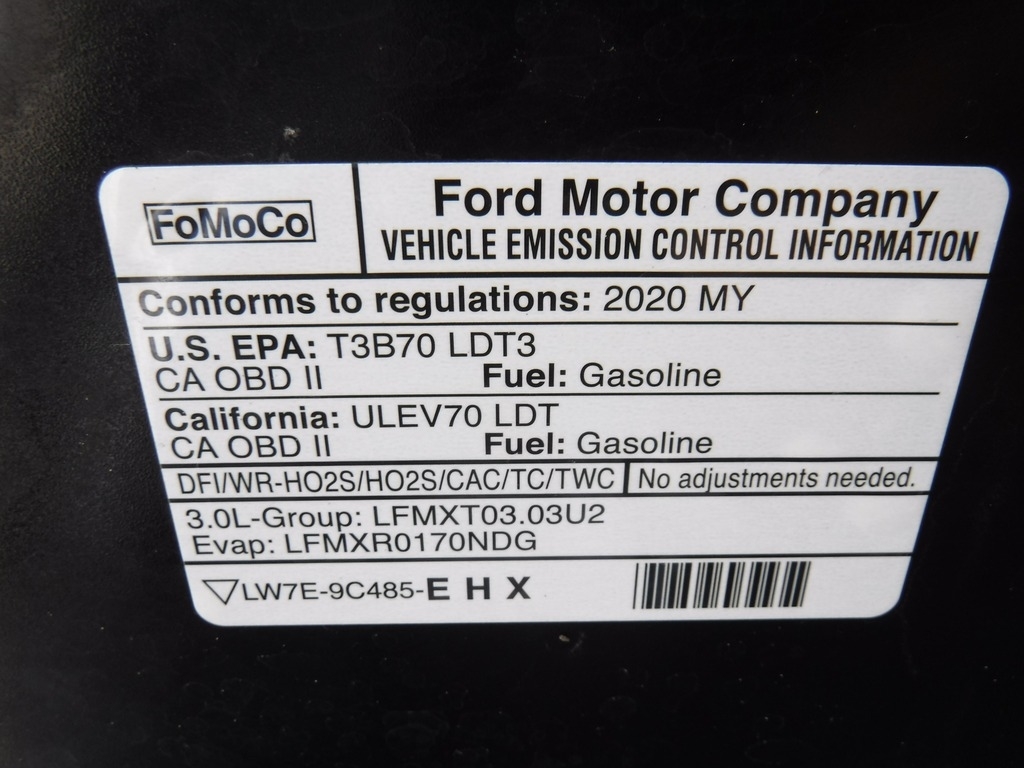 FoMoCo
Ford Motor Company
VEHICLE EMISSION CONTROL INFORMATION
Conforms to regulations: 2020 MY
U.S. EPA: T3B70 LDT3
CA OBD II Fuel: Gasoline
California: ULEV70 LDT
CA OBD II Fuel: Gasoline
DFI/WR-HO2S/HO2S/CAC/TC/TWC No adjustments needed.
3.0L-Group: LFMXT03.03U2
Evap: LFMXR0170NDG
▽LW7E-9C485-E H X